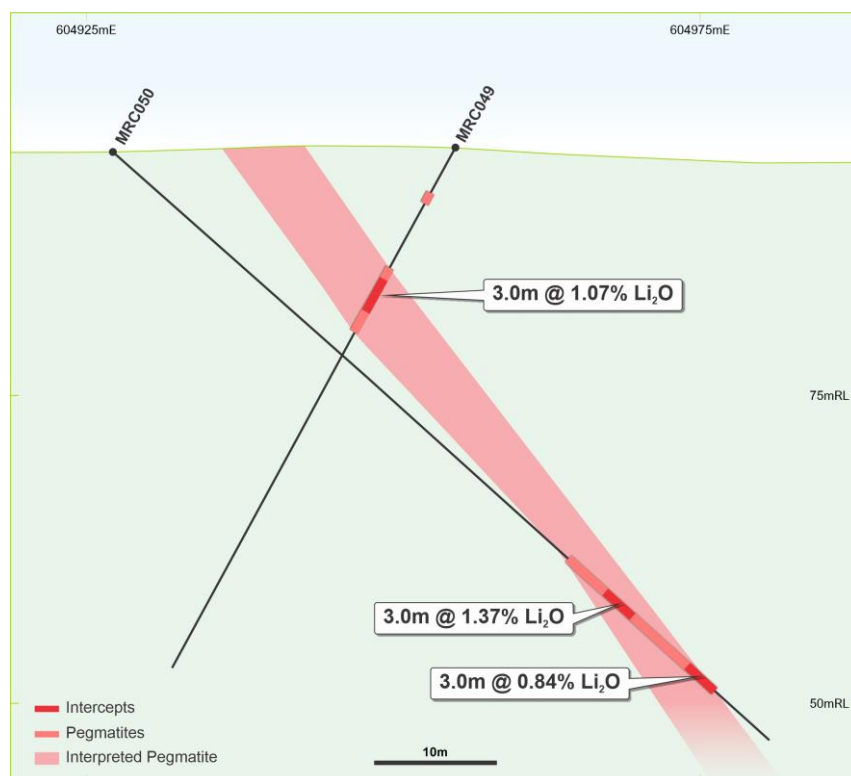 604925mE
604975mE
MRC050
MRC049
3.0m @ 1.07% Li₂O
75mRL
3.0m @ 1.37% Li₂O
3.0m @ 0.84% Li₂O
50mRL
Intercepts
Pegmatites
Interpreted Pegmatite
10m